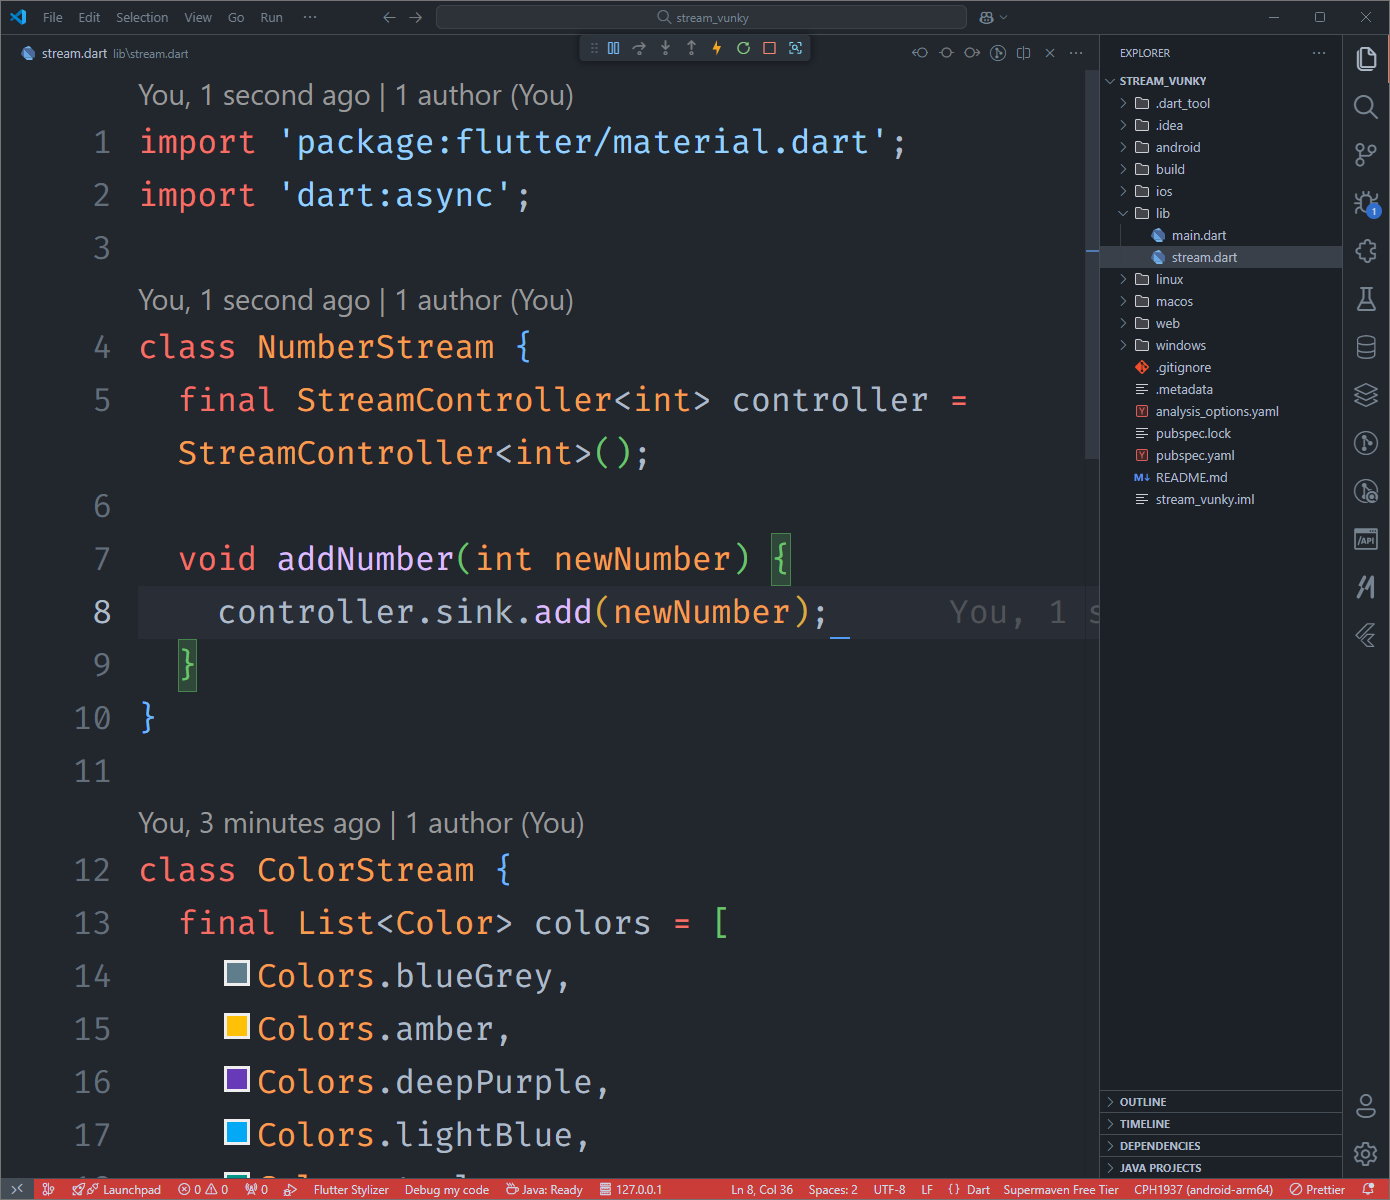 File Edit Selection View Go Run ··· stream_vunky
stream.dart lib\stream.dart
You, 1 second ago | 1 author (You)
1 import 'package:flutter/material.dart';
2 import 'dart:async';
3
You, 1 second ago | 1 author (You)
4 class NumberStream {
5 final StreamController<int> controller =
StreamController<int>();
6
7 void addNumber(int newNumber) {
8 controller.sink.add(newNumber); You, 1 s
9 }
10 }
11
You, 3 minutes ago | 1 author (You)
12 class ColorStream {
13 final List<Color> colors = [
14 Colors.blueGrey,
15 Colors.amber,
16 Colors.deepPurple,
17 Colors.lightBlue,
EXPLORER
STREAM_VUNKY
.dart_tool
.idea
android
build
ios
lib
main.dart
stream.dart
linux
macos
web
windows
.gitignore
.metadata
Y analysis_options.yaml
pubspec.lock
Y pubspec.yaml
M↓ README.md
stream_vunky.iml
OUTLINE
TIMELINE
DEPENDENCIES
JAVA PROJECTS
1
/API
Launchpad 0 0 0 Flutter Stylizer Debug my code Java: Ready 127.0.0.1 Ln 8, Col 36 Spaces: 2 UTF-8 LF { } Dart Supermaven Free Tier CPH1937 (android-arm64) Prettier